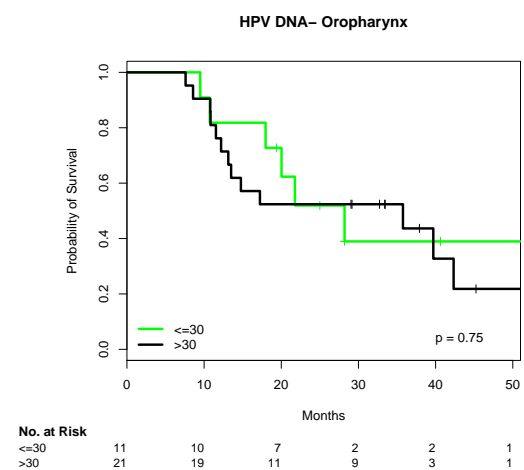 HPV DNA− Oropharynx
Probability of Survival
1.0
0.8
0.6
0.4
0.2
0.0
<=30
>30
p = 0.75
0 10 20 30 40 50
Months
No. at Risk
<=30 11 10 7 2 2 1
>30 21 19 11 9 3 1